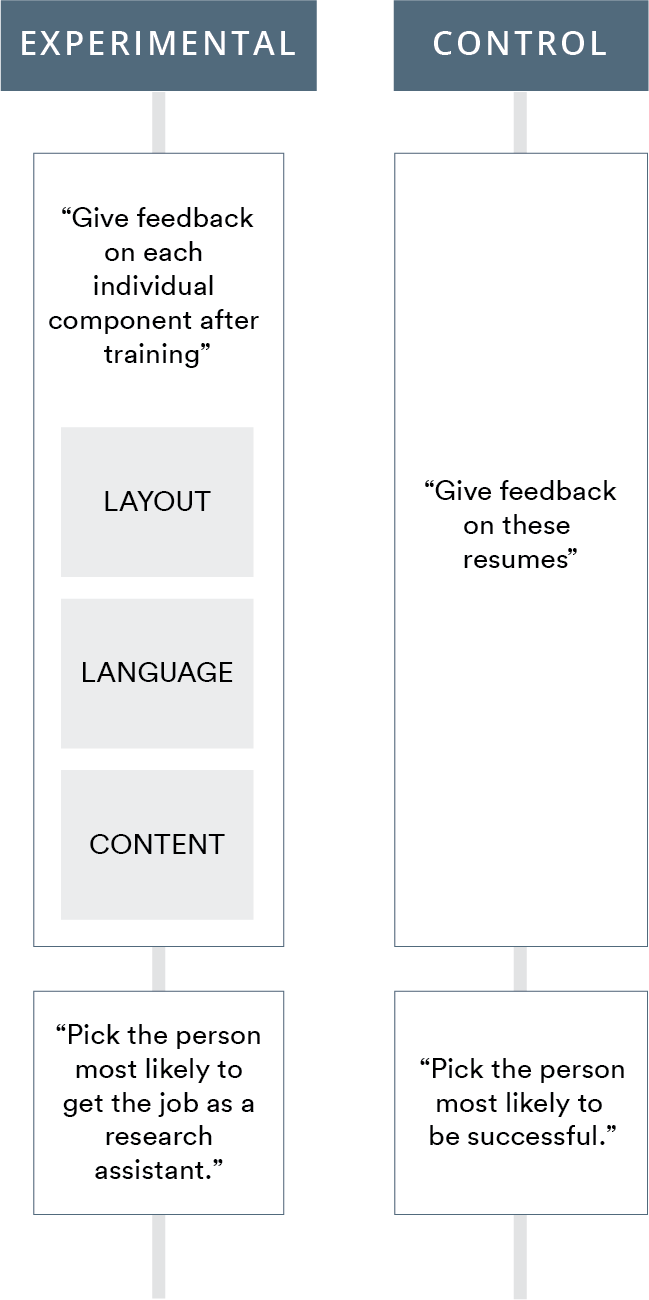 EXPERIMENTAL
“Give feedback
on each
individual
component after
training”
LAYOUT
LANGUAGE
CONTENT
“Pick the person
most likely to
get the job as a
research
assistant.”
CONTROL
“Give feedback
on these
resumes”
“Pick the person
most likely to
be successful.”